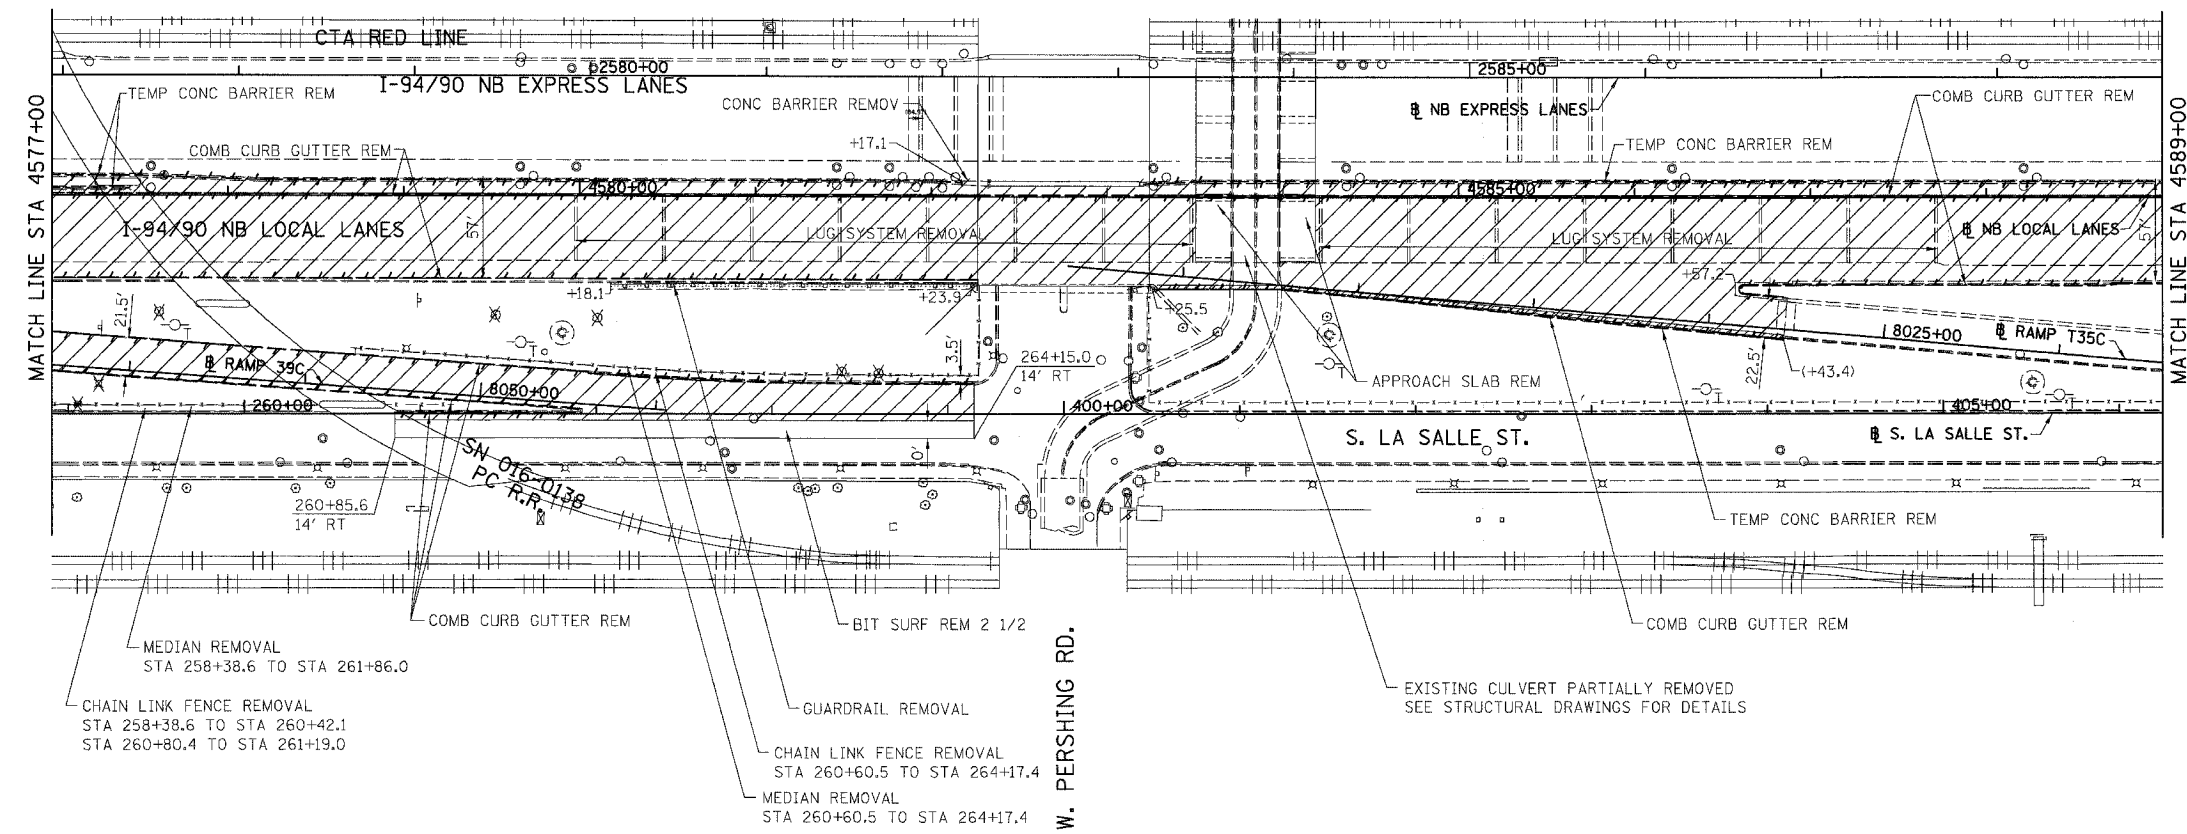 CTA RED LINE
2580+00
2585+00
I-94/90 NB EXPRESS LANES
TEMP CONC BARRIER REM
CONC BARRIER REMOV
℄ NB EXPRESS LANES
COMB CURB GUTTER REM
COMB CURB GUTTER REM
+17.1
TEMP CONC BARRIER REM
MATCH LINE STA 4577+00
MATCH LINE STA 4589+00
4580+00
4585+00
I-94/90 NB LOCAL LANES
57'
LUG SYSTEM REMOVAL
LUG SYSTEM REMOVAL
℄ NB LOCAL LANES
57'
+57.2
+18.1
+23.9
+25.5
21.5'
3.5'
264+15.0
14' RT
18025+00
℄ RAMP T35C
22.5'
(+43.4)
℄ RAMP 39C
18050+00
APPROACH SLAB REM
260+00
400+00
405+00
S. LA SALLE ST.
℄ S. LA SALLE ST.
SN 016-0138
PC R.R.
260+85.6
14' RT
TEMP CONC BARRIER REM
COMB CURB GUTTER REM
BIT SURF REM 2 1/2
COMB CURB GUTTER REM
MEDIAN REMOVAL
STA 258+38.6 TO STA 261+86.0
CHAIN LINK FENCE REMOVAL
STA 258+38.6 TO STA 260+42.1
STA 260+80.4 TO STA 261+19.0
GUARDRAIL REMOVAL
EXISTING CULVERT PARTIALLY REMOVED
SEE STRUCTURAL DRAWINGS FOR DETAILS
CHAIN LINK FENCE REMOVAL
STA 260+60.5 TO STA 264+17.4
MEDIAN REMOVAL
STA 260+60.5 TO STA 264+17.4
W. PERSHING RD.